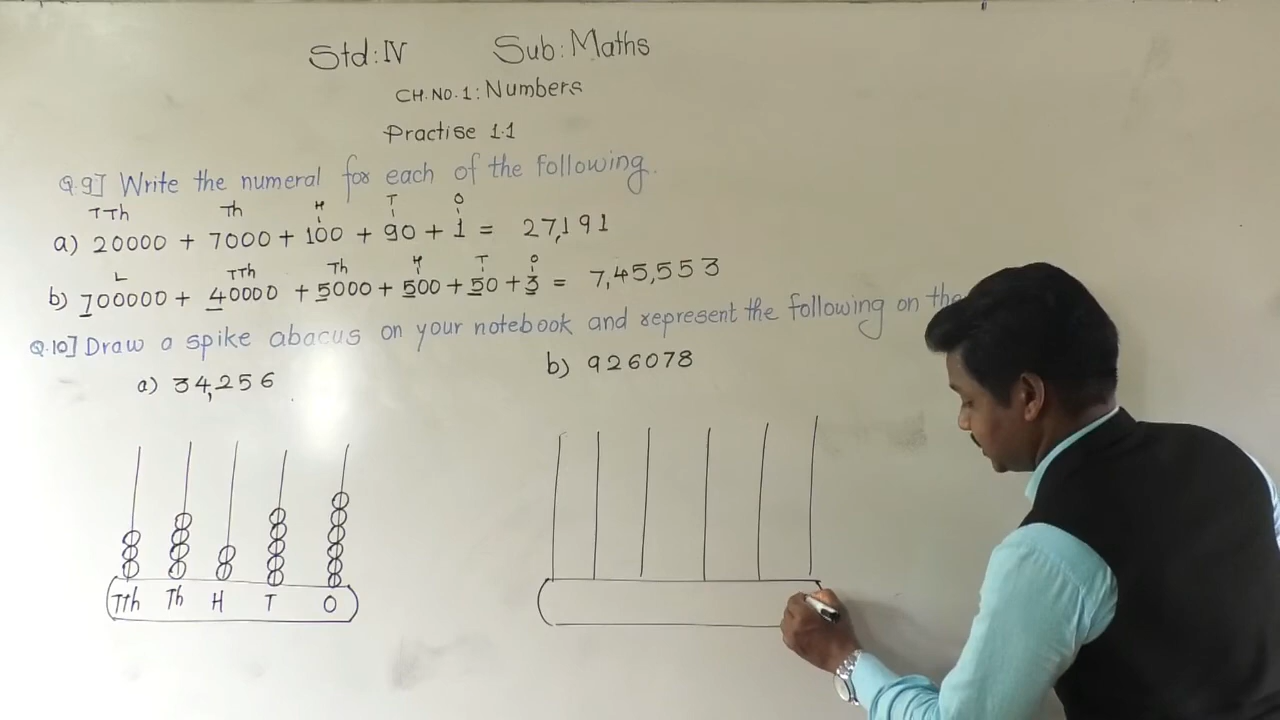 Std: IV Sub: Maths
CH. NO. 1: Numbers
Practise 1.1
Q.9] Write the numeral for each of the following.
TTh Th H T O
a) 20000 + 7000 + 100 + 90 + 1 = 27,191
L TTh Th H T O
b) 700000 + 40000 + 5000 + 500 + 50 + 3 = 7,45,553
Q.10] Draw a spike abacus on your notebook and represent the following on the
a) 34,256 b) 926078
TTh Th H T O